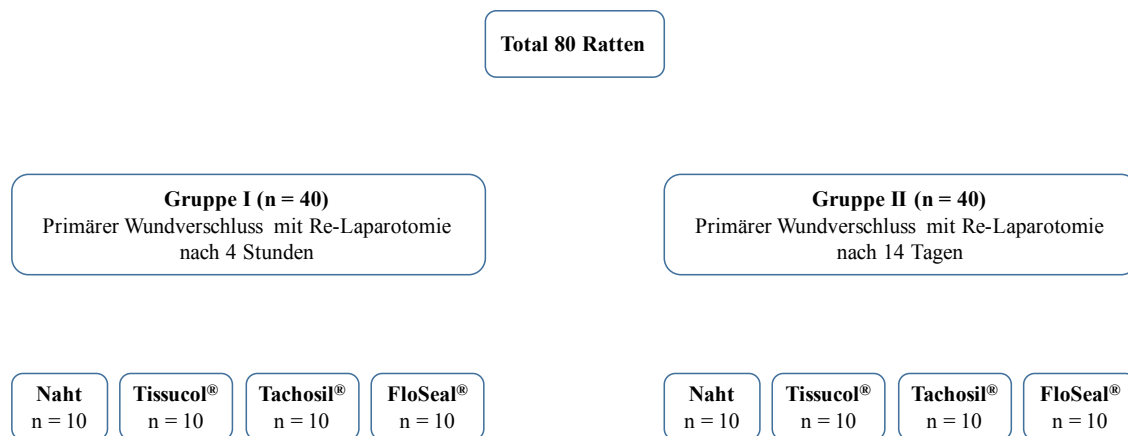 Total 80 Ratten
Gruppe I (n = 40)
Primärer Wundverschluss mit Re-Laparotomie
nach 4 Stunden
Gruppe II (n = 40)
Primärer Wundverschluss mit Re-Laparotomie
nach 14 Tagen
Naht
n = 10
Tissucol®
n = 10
Tachosil®
n = 10
FloSeal®
n = 10
Naht
n = 10
Tissucol®
n = 10
Tachosil®
n = 10
FloSeal®
n = 10